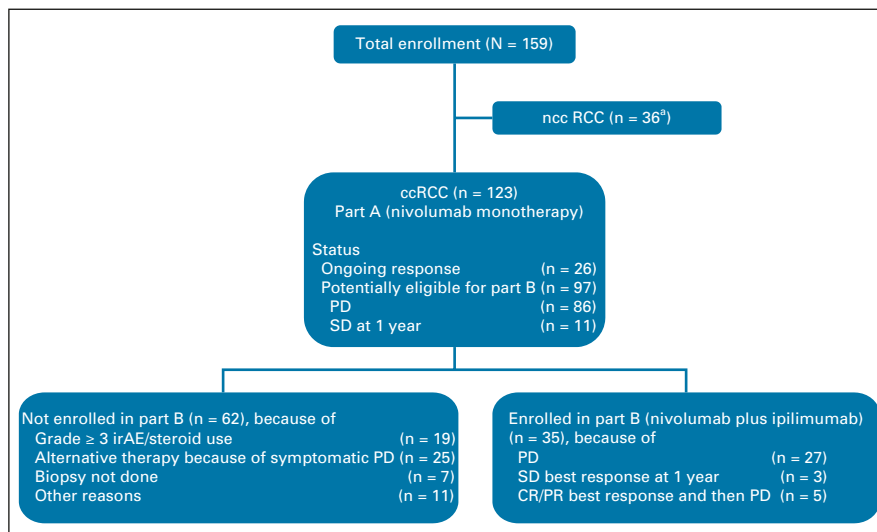 Total enrollment (N = 159)
ncc RCC (n = 36ᵃ)
ccRCC (n = 123)
Part A (nivolumab monotherapy)
Status
Ongoing response (n = 26)
Potentially eligible for part B (n = 97)
PD (n = 86)
SD at 1 year (n = 11)
Not enrolled in part B (n = 62), because of
Grade ≥ 3 irAE/steroid use (n = 19)
Alternative therapy because of symptomatic PD (n = 25)
Biopsy not done (n = 7)
Other reasons (n = 11)
Enrolled in part B (nivolumab plus ipilimumab)
(n = 35), because of
PD (n = 27)
SD best response at 1 year (n = 3)
CR/PR best response and then PD (n = 5)